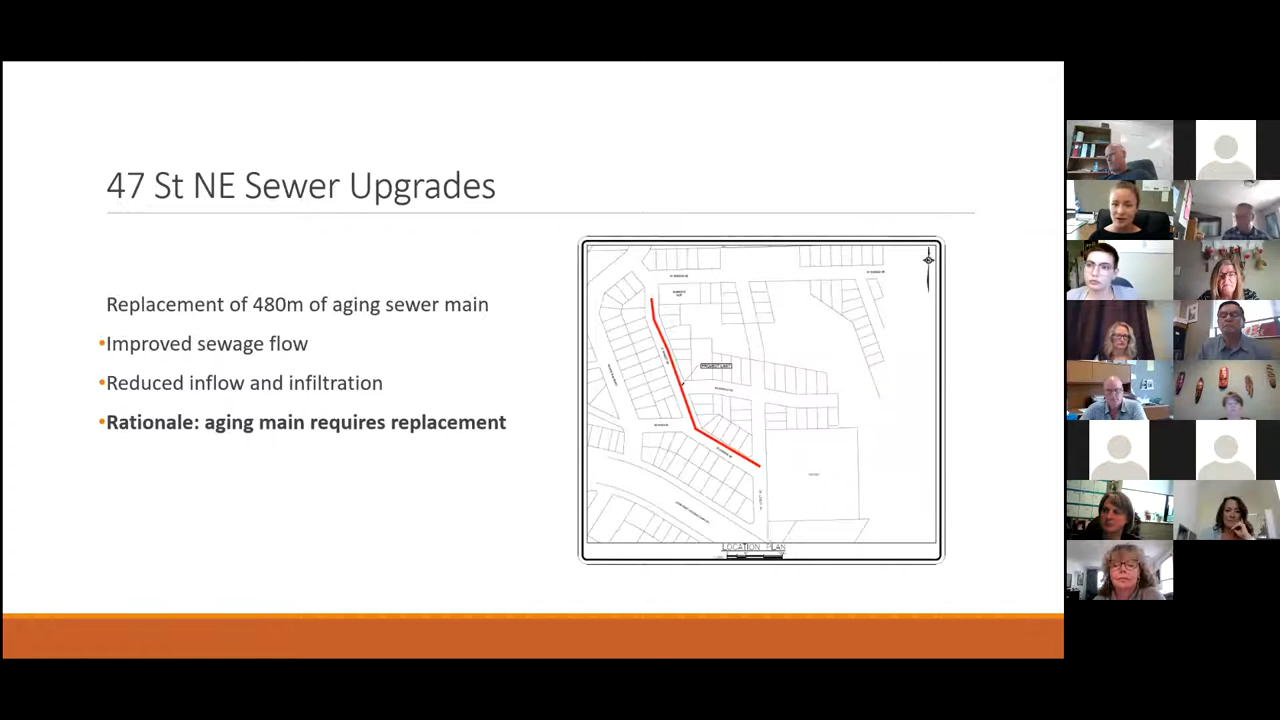 47 St NE Sewer Upgrades
Replacement of 480m of aging sewer main
•Improved sewage flow
•Reduced inflow and infiltration
•Rationale: aging main requires replacement
LOCATION PLAN